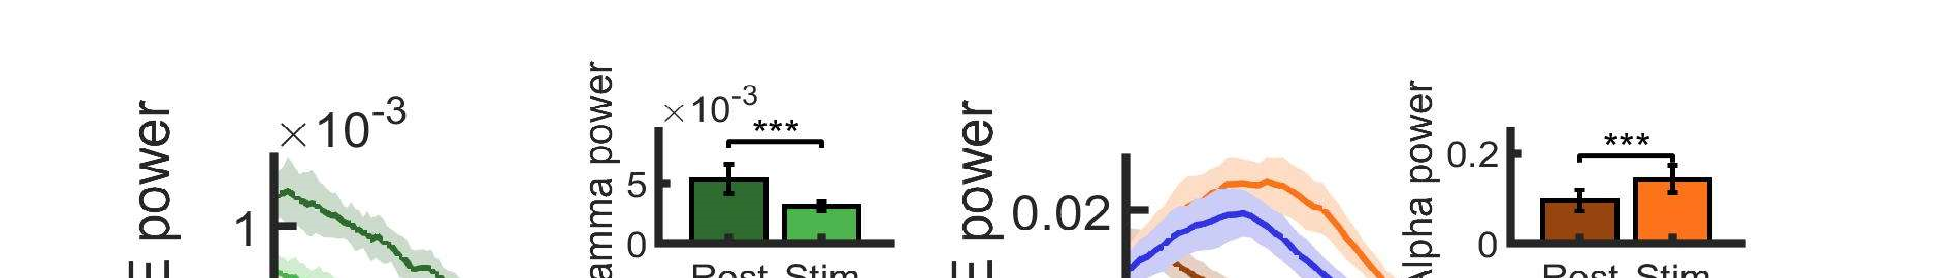 E power
×10-3
1
amma power
×10-3
***
5
0
Rest Stim
E power
0.02
Alpha power
***
0.2
0
Rest Stim